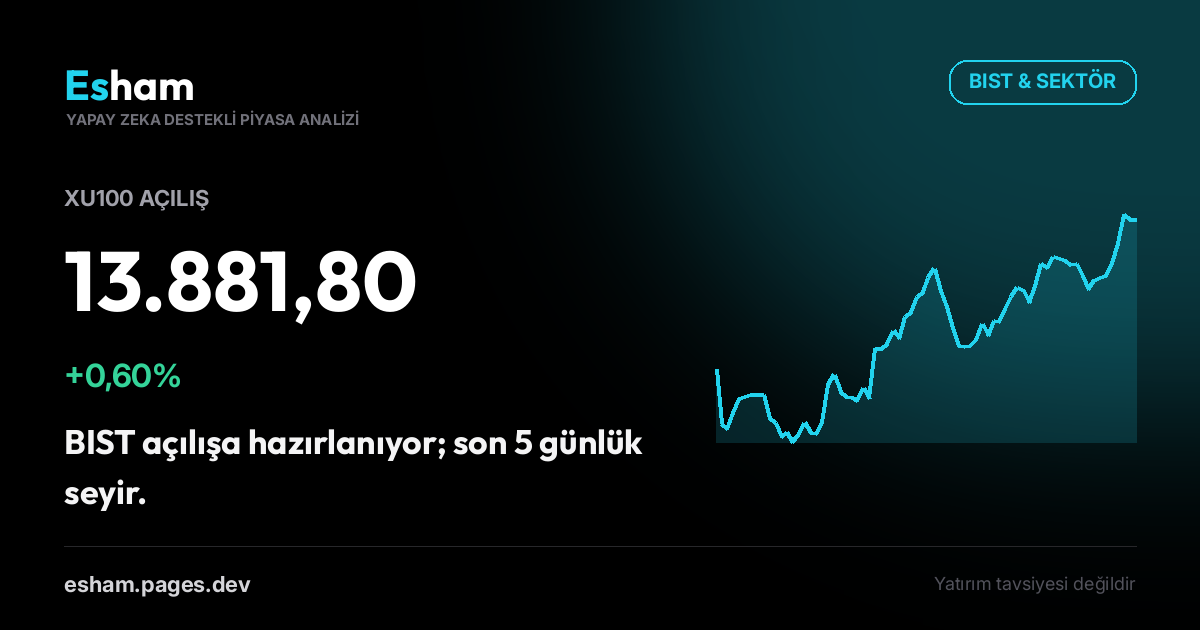 Esham
YAPAY ZEKA DESTEKLİ PİYASA ANALİZİ
BIST & SEKTÖR
XU100 AÇILIŞ
13.881,80
+0,60%
BIST açılışa hazırlanıyor; son 5 günlük
seyir.
esham.pages.dev
Yatırım tavsiyesi değildir